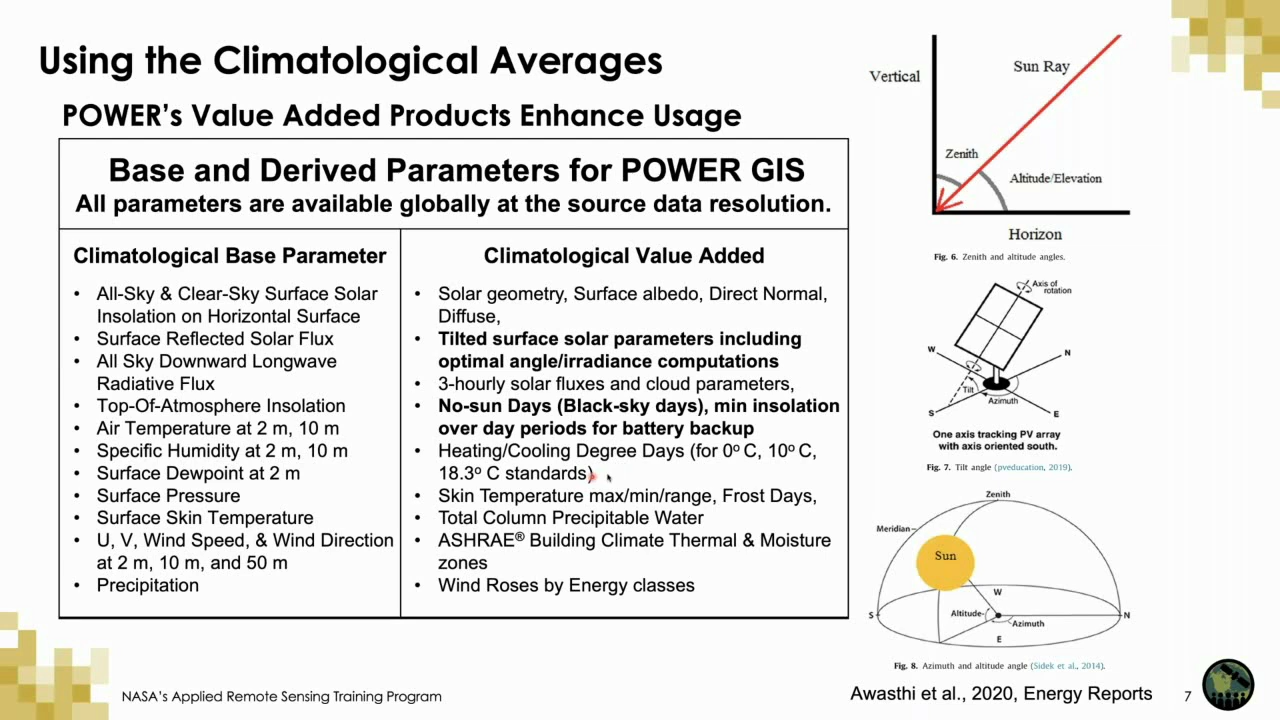 Using the Climatological Averages
POWER's Value Added Products Enhance Usage
Base and Derived Parameters for POWER GIS
All parameters are available globally at the source data resolution.
Climatological Base Parameter
• All-Sky & Clear-Sky Surface Solar
Insolation on Horizontal Surface
• Surface Reflected Solar Flux
• All Sky Downward Longwave
Radiative Flux
• Top-Of-Atmosphere Insolation
• Air Temperature at 2 m, 10 m
• Specific Humidity at 2 m, 10 m
• Surface Dewpoint at 2 m
• Surface Pressure
• Surface Skin Temperature
• U, V, Wind Speed, & Wind Direction
at 2 m, 10 m, and 50 m
• Precipitation
Climatological Value Added
• Solar geometry, Surface albedo, Direct Normal,
Diffuse,
• Tilted surface solar parameters including
optimal angle/irradiance computations
• 3-hourly solar fluxes and cloud parameters,
• No-sun Days (Black-sky days), min insolation
over day periods for battery backup
• Heating/Cooling Degree Days (for 0º C, 10º C,
18.3º C standards)
• Skin Temperature max/min/range, Frost Days,
• Total Column Precipitable Water
• ASHRAE® Building Climate Thermal & Moisture
zones
• Wind Roses by Energy classes
Vertical
Sun Ray
Zenith
Altitude/Elevation
Horizon
Fig. 6. Zenith and altitude angles.
Axis of
rotation
W
N
Tilt
Azimuth
S
E
One axis tracking PV array
with axis oriented south.
Fig. 7. Tilt angle (pveducation, 2019).
Zenith
Meridian
Sun
W
S
Altitude
Azimuth
N
E
Fig. 8. Azimuth and altitude angle (Sidek et al., 2014).
NASA's Applied Remote Sensing Training Program
Awasthi et al., 2020, Energy Reports
7